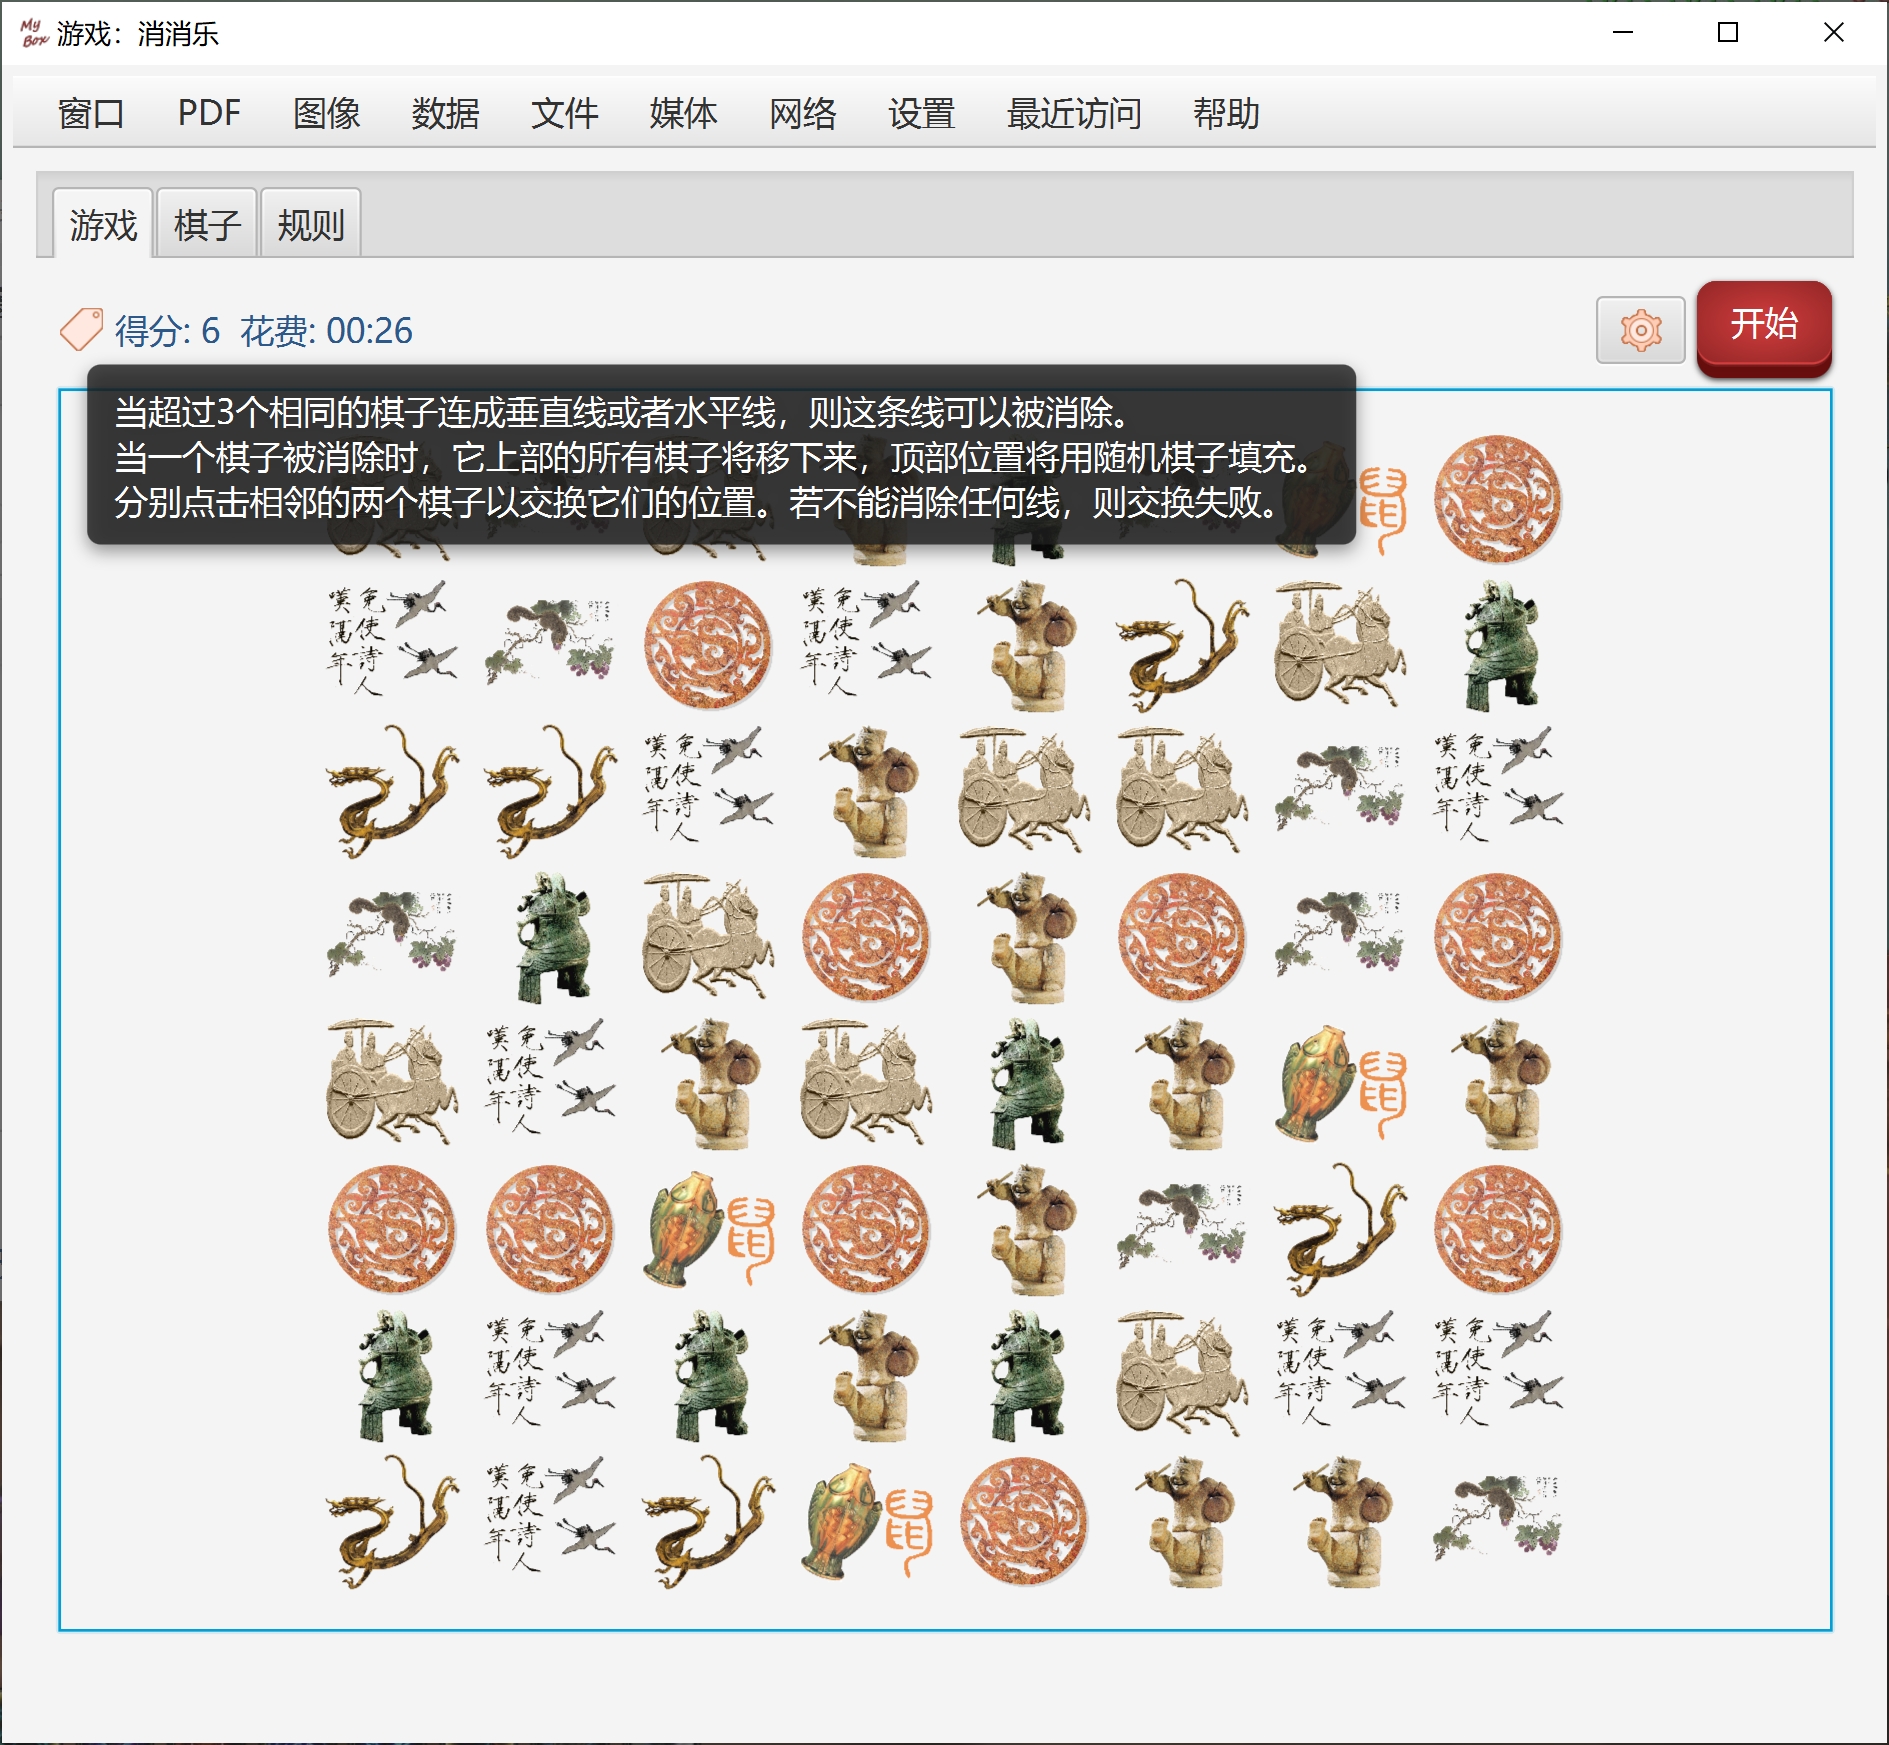 My Box 游戏：消消乐
窗口 PDF 图像 数据 文件 媒体 网络 设置 最近访问 帮助
游戏 棋子 规则
得分: 6 花费: 00:26
开始
当超过3个相同的棋子连成垂直线或者水平线，则这条线可以被消除。
当一个棋子被消除时，它上部的所有棋子将移下来，顶部位置将用随机棋子填充。
分别点击相邻的两个棋子以交换它们的位置。若不能消除任何线，则交换失败。